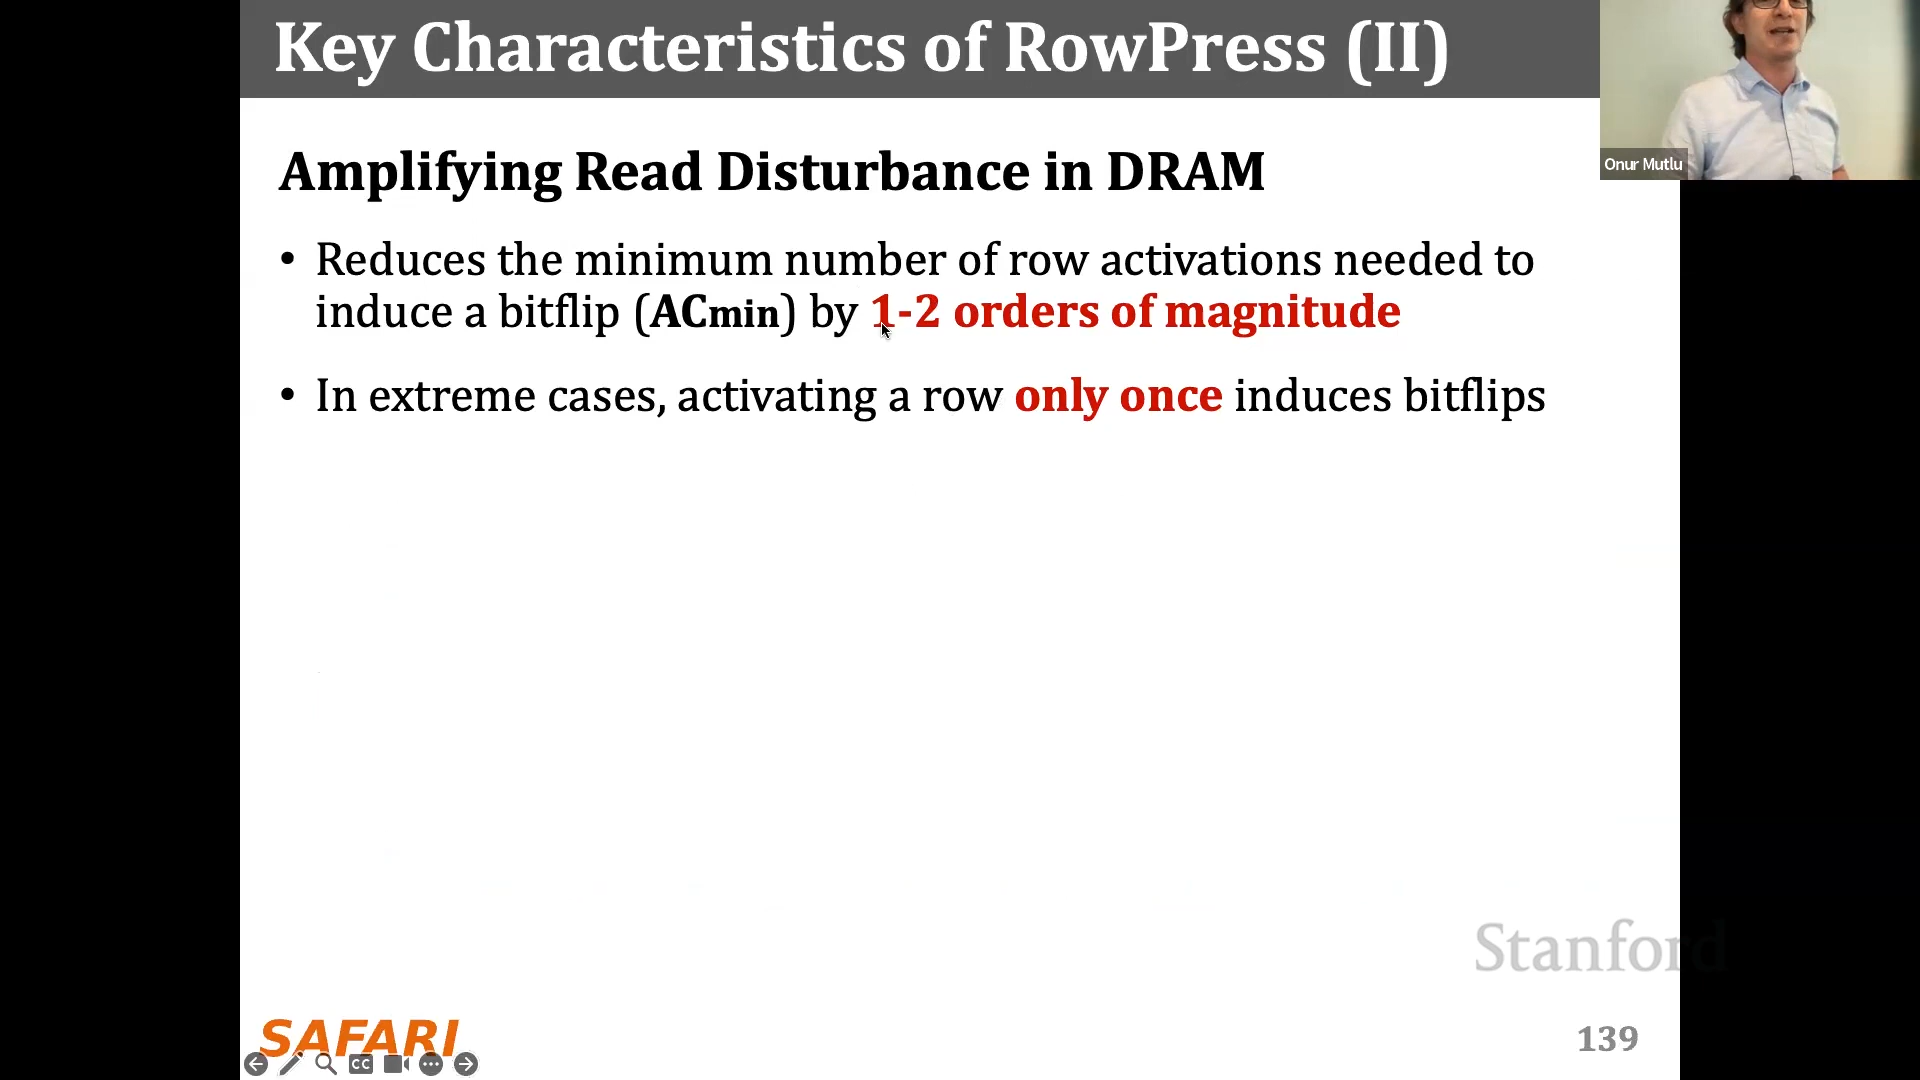 Key Characteristics of RowPress (II)
Onur Mutlu
Amplifying Read Disturbance in DRAM
• Reduces the minimum number of row activations needed to
induce a bitflip (ACmin) by 1-2 orders of magnitude
• In extreme cases, activating a row only once induces bitflips
Stanford
SAFARI
CC
139